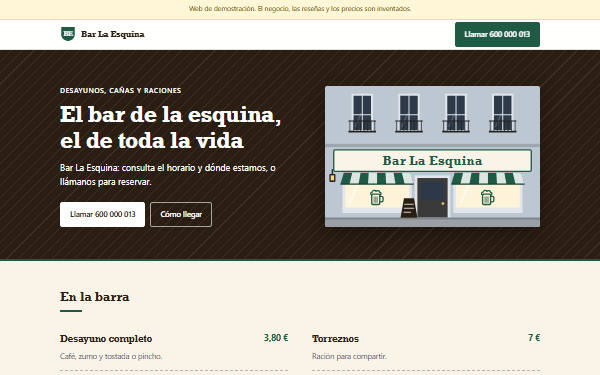 Web de demostración. El negocio, las reseñas y los precios son inventados.
BE Bar La Esquina
Llamar 600 000 013
DESAYUNOS, CAÑAS Y RACIONES
El bar de la esquina,
el de toda la vida
Bar La Esquina: consulta el horario y dónde estamos, o
llámanos para reservar.
Llamar 600 000 013
Cómo llegar
Bar La Esquina
En la barra
Desayuno completo 3,80 €
Café, zumo y tostada o pincho.
Torreznos 7 €
Ración para compartir.